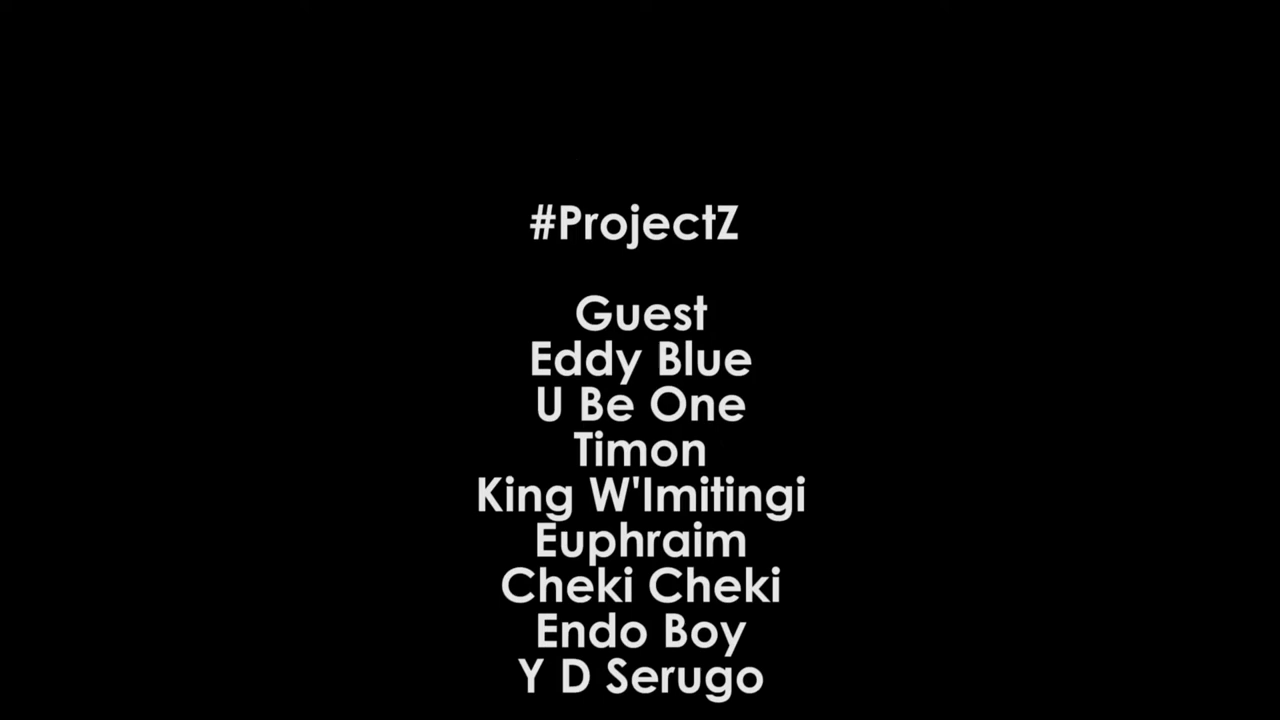 #ProjectZ
Guest
Eddy Blue
U Be One
Timon
King W'Imitingi
Euphraim
Cheki Cheki
Endo Boy
Y D Serugo